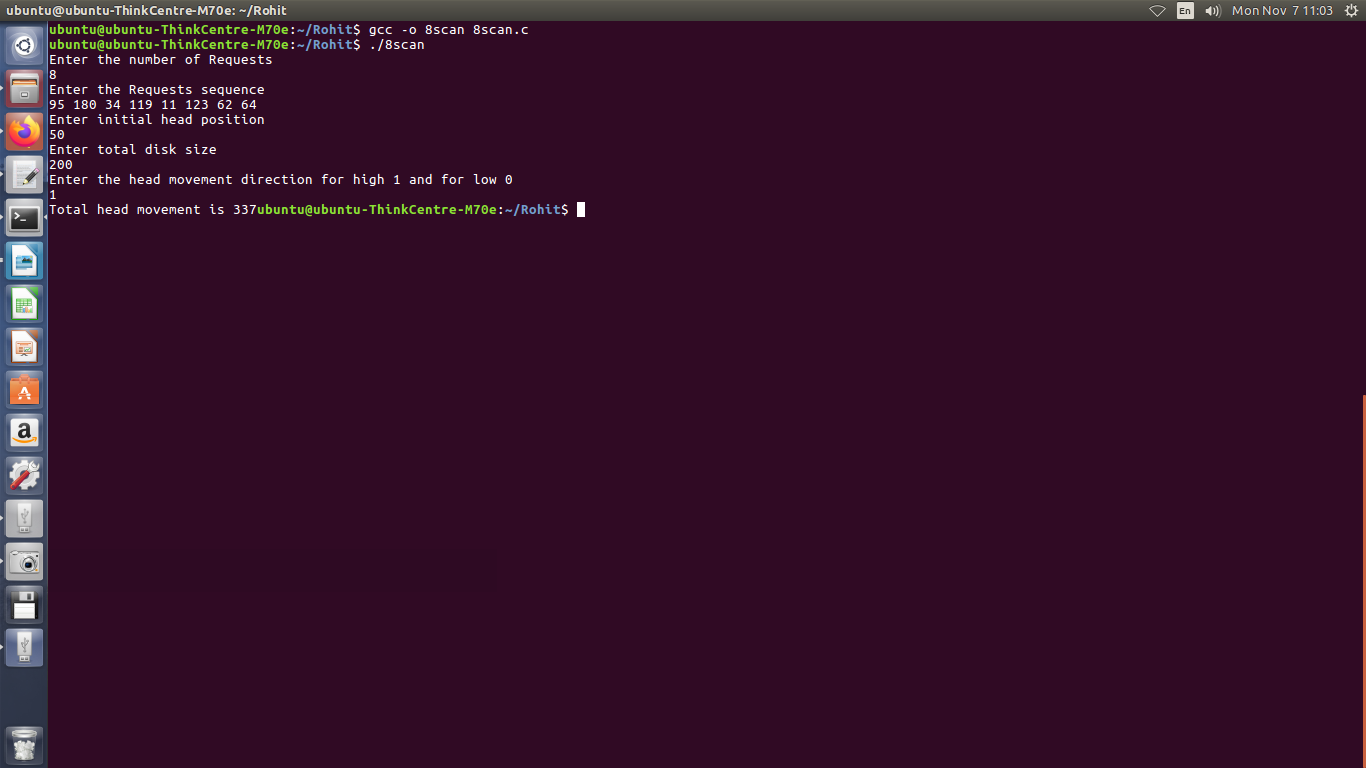 ubuntu@ubuntu-ThinkCentre-M70e: ~/Rohit
En
Mon Nov 7 11:03
ubuntu@ubuntu-ThinkCentre-M70e:~/Rohit$ gcc -o 8scan 8scan.c
ubuntu@ubuntu-ThinkCentre-M70e:~/Rohit$ ./8scan
Enter the number of Requests
8
Enter the Requests sequence
95 180 34 119 11 123 62 64
Enter initial head position
50
Enter total disk size
200
Enter the head movement direction for high 1 and for low 0
1
Total head movement is 337ubuntu@ubuntu-ThinkCentre-M70e:~/Rohit$